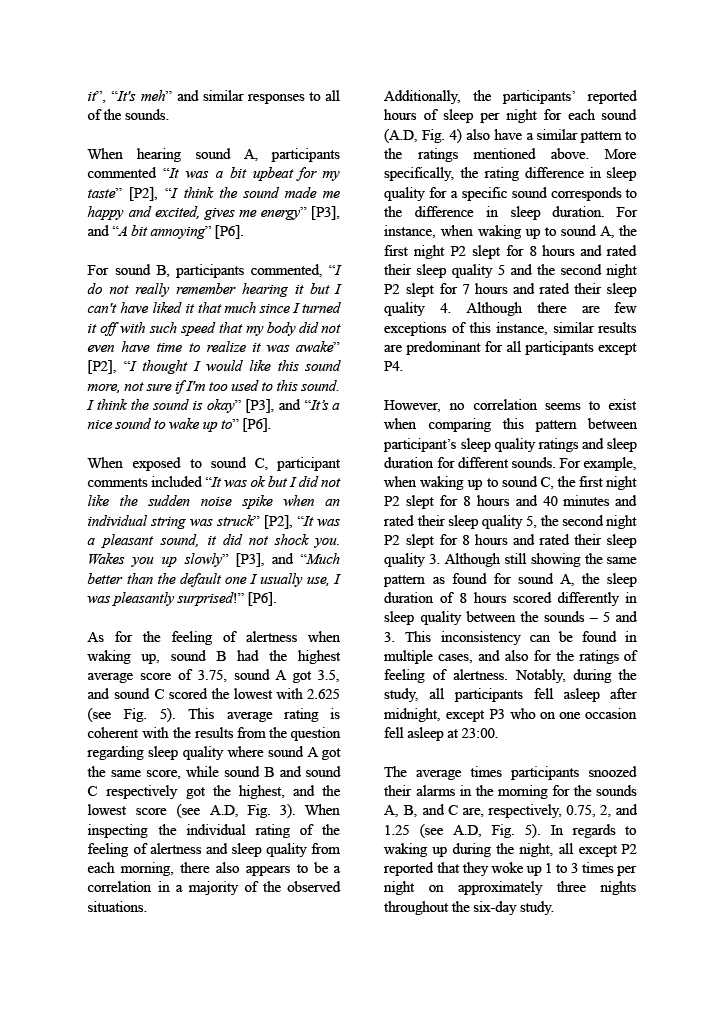 it”, “It's meh” and similar responses to all
of the sounds.
When hearing sound A, participants
commented “It was a bit upbeat for my
taste” [P2], “I think the sound made me
happy and excited, gives me energy” [P3],
and “A bit annoying” [P6].
For sound B, participants commented, “I
do not really remember hearing it but I
can't have liked it that much since I turned
it off with such speed that my body did not
even have time to realize it was awake”
[P2], “I thought I would like this sound
more, not sure if I'm too used to this sound.
I think the sound is okay” [P3], and “It’s a
nice sound to wake up to” [P6].
When exposed to sound C, participant
comments included “It was ok but I did not
like the sudden noise spike when an
individual string was struck” [P2], “It was
a pleasant sound, it did not shock you.
Wakes you up slowly” [P3], and “Much
better than the default one I usually use, I
was pleasantly surprised!” [P6].
As for the feeling of alertness when
waking up, sound B had the highest
average score of 3.75, sound A got 3.5,
and sound C scored the lowest with 2.625
(see Fig. 5). This average rating is
coherent with the results from the question
regarding sleep quality where sound A got
the same score, while sound B and sound
C respectively got the highest, and the
lowest score (see A.D, Fig. 3). When
inspecting the individual rating of the
feeling of alertness and sleep quality from
each morning, there also appears to be a
correlation in a majority of the observed
situations.
Additionally, the participants’ reported
hours of sleep per night for each sound
(A.D, Fig. 4) also have a similar pattern to
the ratings mentioned above. More
specifically, the rating difference in sleep
quality for a specific sound corresponds to
the difference in sleep duration. For
instance, when waking up to sound A, the
first night P2 slept for 8 hours and rated
their sleep quality 5 and the second night
P2 slept for 7 hours and rated their sleep
quality 4. Although there are few
exceptions of this instance, similar results
are predominant for all participants except
P4.
However, no correlation seems to exist
when comparing this pattern between
participant’s sleep quality ratings and sleep
duration for different sounds. For example,
when waking up to sound C, the first night
P2 slept for 8 hours and 40 minutes and
rated their sleep quality 5, the second night
P2 slept for 8 hours and rated their sleep
quality 3. Although still showing the same
pattern as found for sound A, the sleep
duration of 8 hours scored differently in
sleep quality between the sounds – 5 and
3. This inconsistency can be found in
multiple cases, and also for the ratings of
feeling of alertness. Notably, during the
study, all participants fell asleep after
midnight, except P3 who on one occasion
fell asleep at 23:00.
The average times participants snoozed
their alarms in the morning for the sounds
A, B, and C are, respectively, 0.75, 2, and
1.25 (see A.D, Fig. 5). In regards to
waking up during the night, all except P2
reported that they woke up 1 to 3 times per
night on approximately three nights
throughout the six-day study.